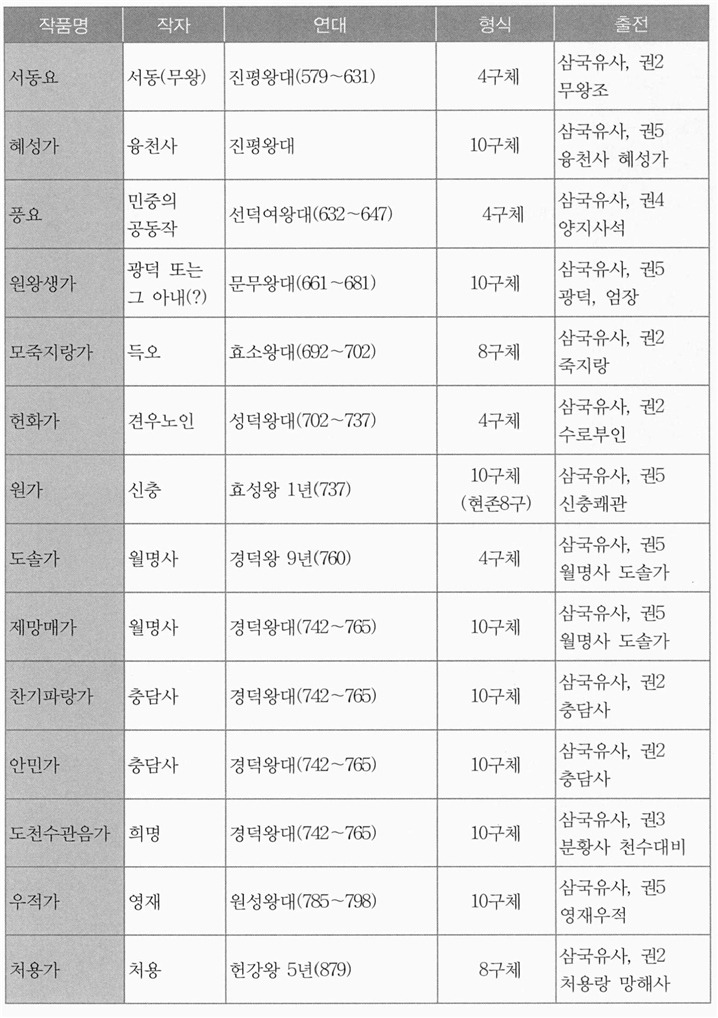 작품명 작자 연대 형식 출전
서동요 서동(무왕) 진평왕대(579～631) 4구체 삼국유사, 권2
무왕조
혜성가 융천사 진평왕대 10구체 삼국유사, 권5
융천사 혜성가
풍요 민중의 공동작 선덕여왕대(632～647) 4구체 삼국유사, 권4
양지사석
원왕생가 광덕 또는 그 아내(?) 문무왕대(661～681) 10구체 삼국유사, 권5
광덕, 엄장
모죽지랑가 득오 효소왕대(692～702) 8구체 삼국유사, 권2
죽지랑
헌화가 견우노인 성덕왕대(702～737) 4구체 삼국유사, 권2
수로부인
원가 신충 효성왕 1년(737) 10구체 (현존8구) 삼국유사, 권5
신충괘관
도솔가 월명사 경덕왕 9년(760) 4구체 삼국유사, 권5
월명사 도솔가
제망매가 월명사 경덕왕대(742～765) 10구체 삼국유사, 권5
월명사 도솔가
찬기파랑가 충담사 경덕왕대(742～765) 10구체 삼국유사, 권2
충담사
안민가 충담사 경덕왕대(742～765) 10구체 삼국유사, 권2
충담사
도천수관음가 희명 경덕왕대(742～765) 10구체 삼국유사, 권3
분황사 천수대비
우적가 영재 원성왕대(785～798) 10구체 삼국유사, 권5
영재우적
처용가 처용 헌강왕 5년(879) 8구체 삼국유사, 권2
처용랑 망해사